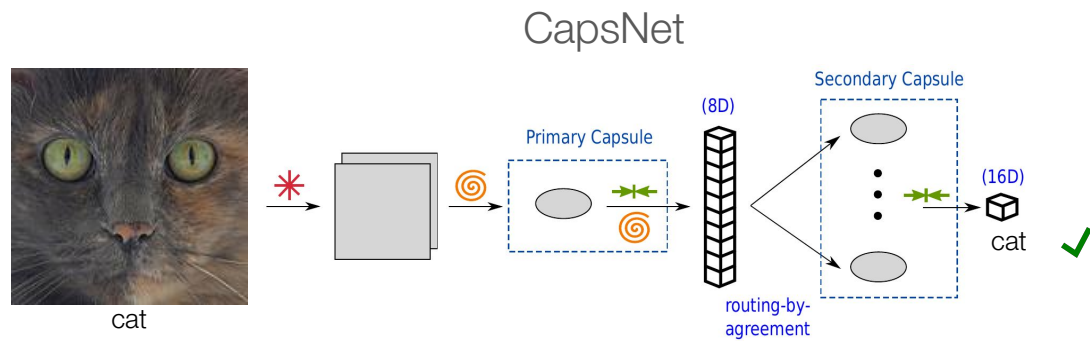 CapsNet
Secondary Capsule
(8D)
Primary Capsule
(16D)
cat
routing-by-
agreement
cat